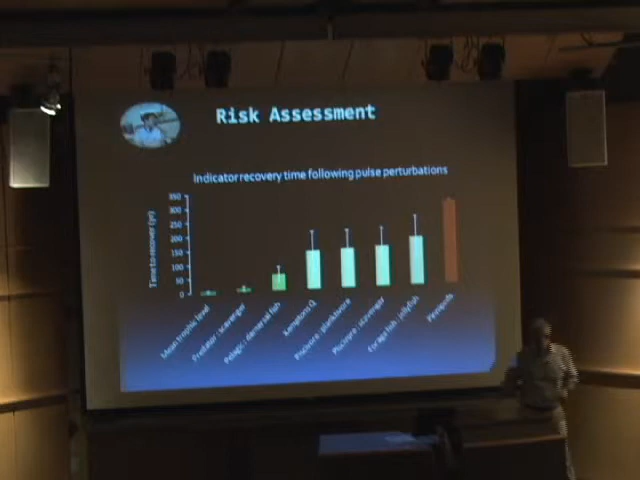 Risk Assessment
Indicator recovery time following pulse perturbations
Time to recover (yr)
350
300
250
200
150
100
50
0
Mean trophic level
Predator : scavenger
Pelagic : demersal fish
Kemptons Q
Piscivore : planktivore
Piscivore : scavenger
Forage fish : jellyfish
Pinnipeds